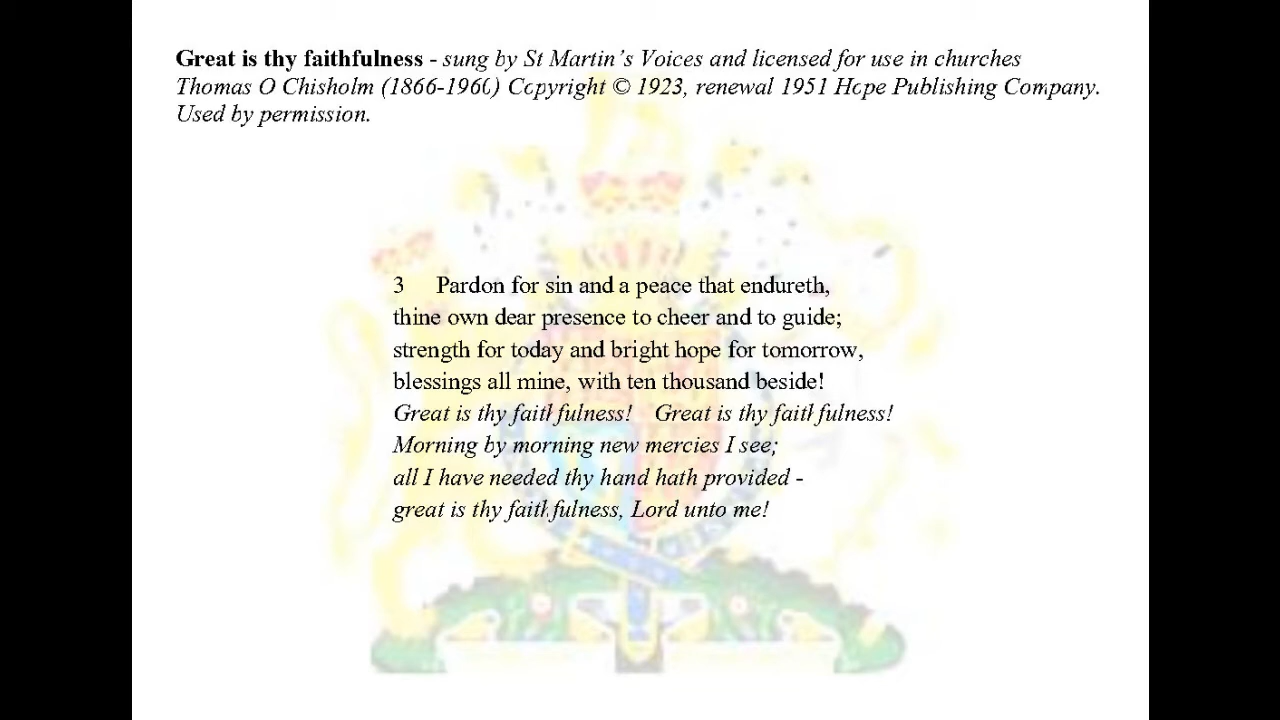 Great is thy faithfulness - sung by St Martin's Voices and licensed for use in churches
Thomas O Chisholm (1866-1960) Copyright © 1923, renewal 1951 Hope Publishing Company.
Used by permission.
3 Pardon for sin and a peace that endureth,
thine own dear presence to cheer and to guide;
strength for today and bright hope for tomorrow,
blessings all mine, with ten thousand beside!
Great is thy faithfulness! Great is thy faithfulness!
Morning by morning new mercies I see;
all I have needed thy hand hath provided -
great is thy faithfulness, Lord unto me!